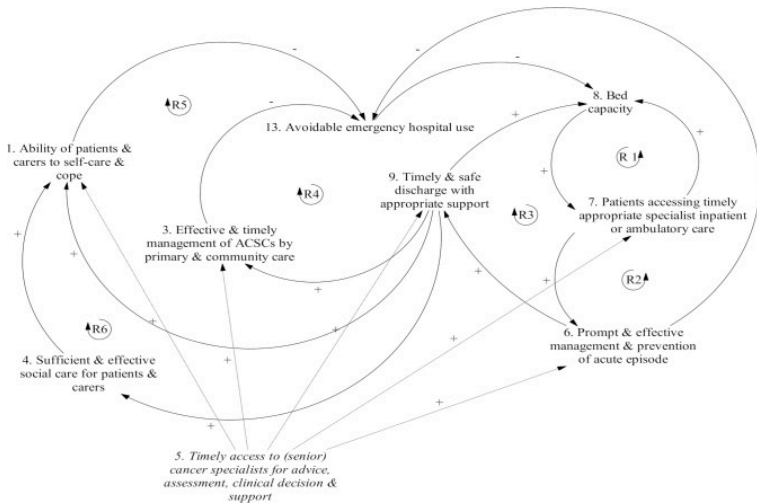 -
-
R5
-
8. Bed
capacity
+
13. Avoidable emergency hospital use
+
R 1
1. Ability of patients &
carers to self-care &
cope
9. Timely & safe
discharge with
appropriate support
+
R4
7. Patients accessing timely
appropriate specialist inpatient
or ambulatory care
R3
3. Effective & timely
management of ACSCs by
primary & community care
+
+
+
+
+
R2
+
R6
+
+
6. Prompt & effective
management & prevention
of acute episode
4. Sufficient & effective
social care for patients &
carers
+
+
+
+
+
+
5. Timely access to (senior)
cancer specialists for advice,
assessment, clinical decision &
support